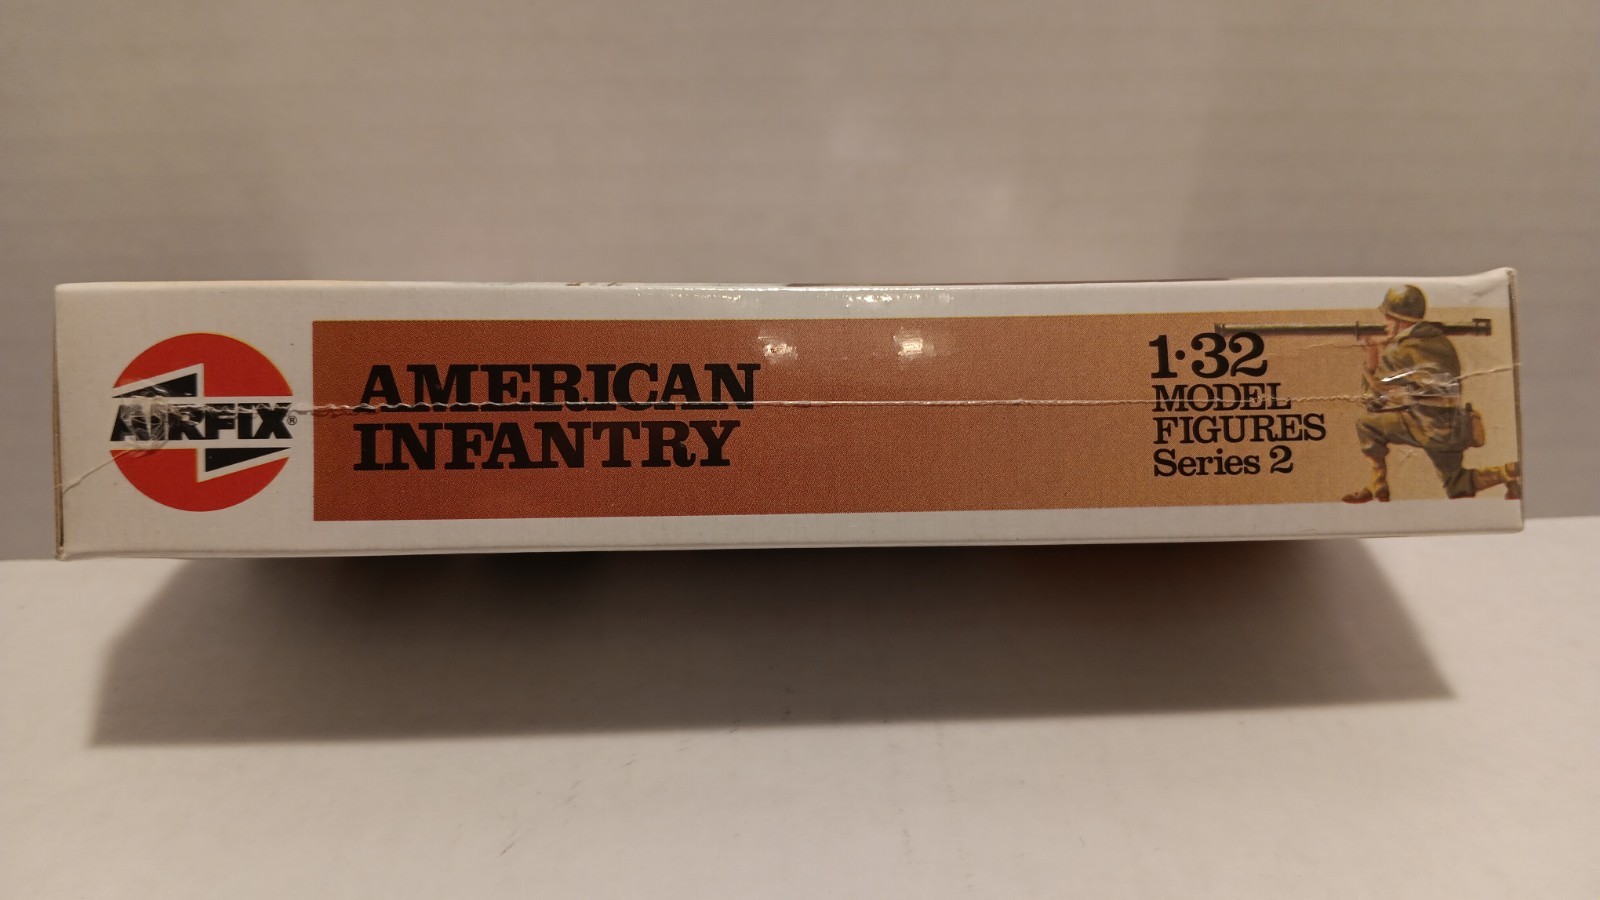 AIRFIX®
AMERICAN
INFANTRY
1·32
MODEL
FIGURES
Series 2